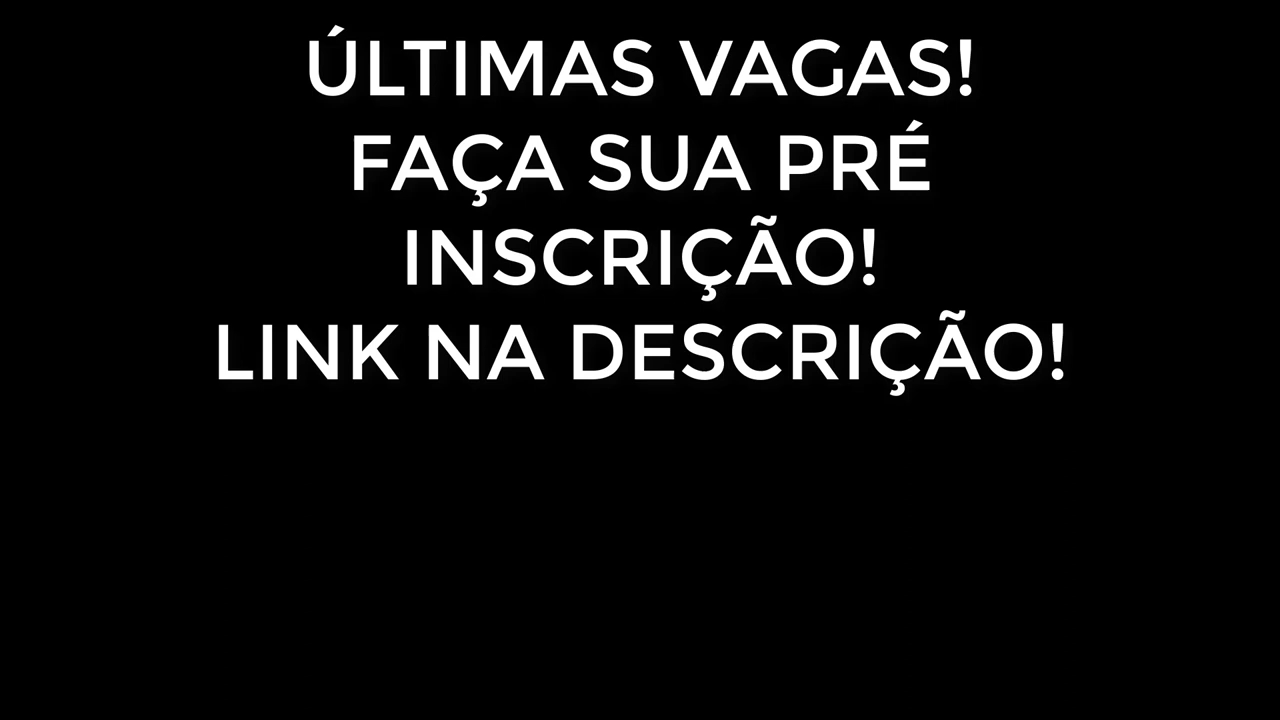 ÚLTIMAS VAGAS!
FAÇA SUA PRÉ
INSCRIÇÃO!
LINK NA DESCRIÇÃO!